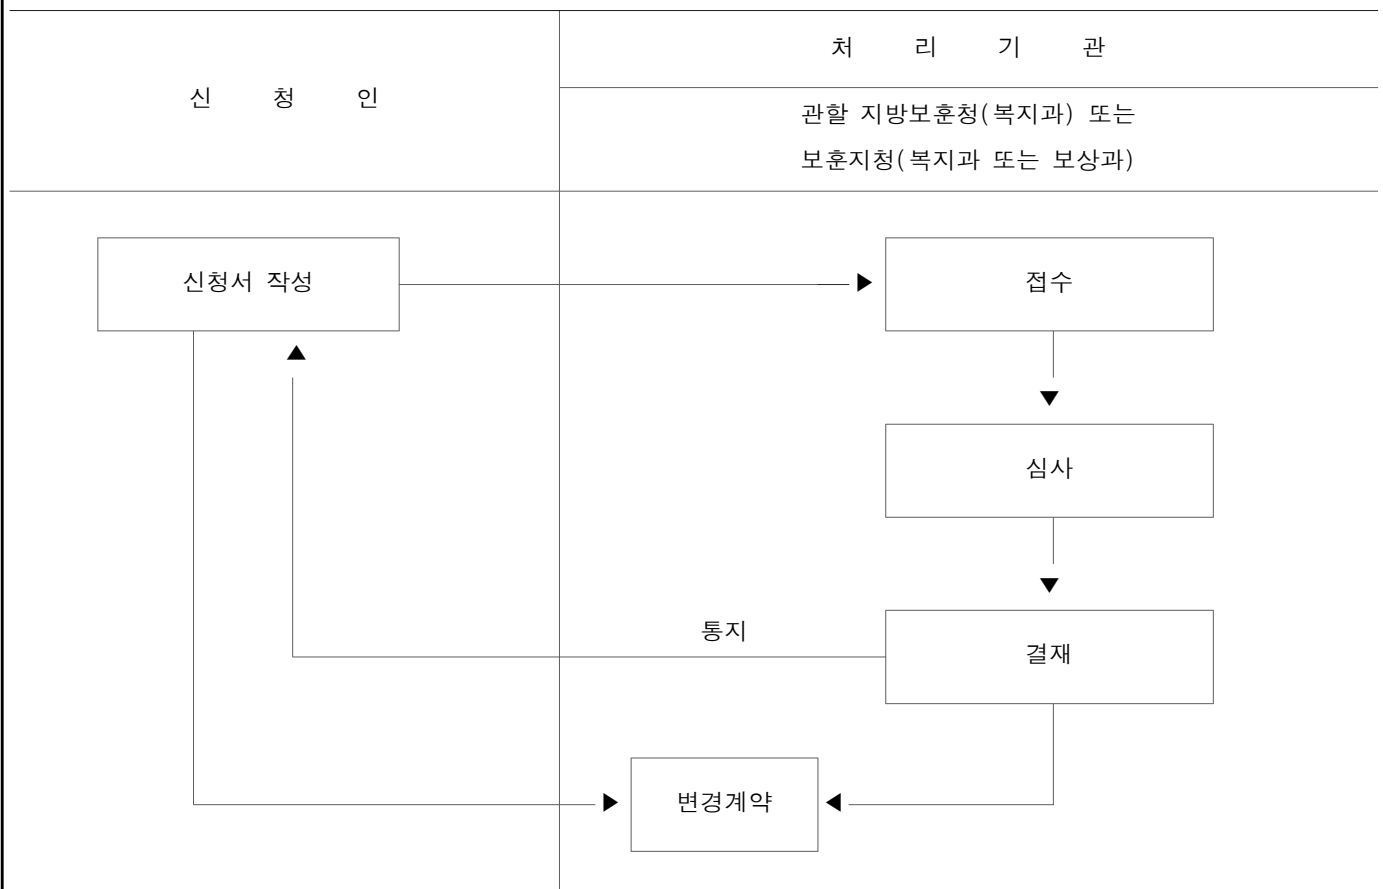 신 청 인
처 리 기 관
관할 지방보훈청(복지과) 또는
보훈지청(복지과 또는 보상과)
신청서 작성
접수
심사
통지
결재
변경계약